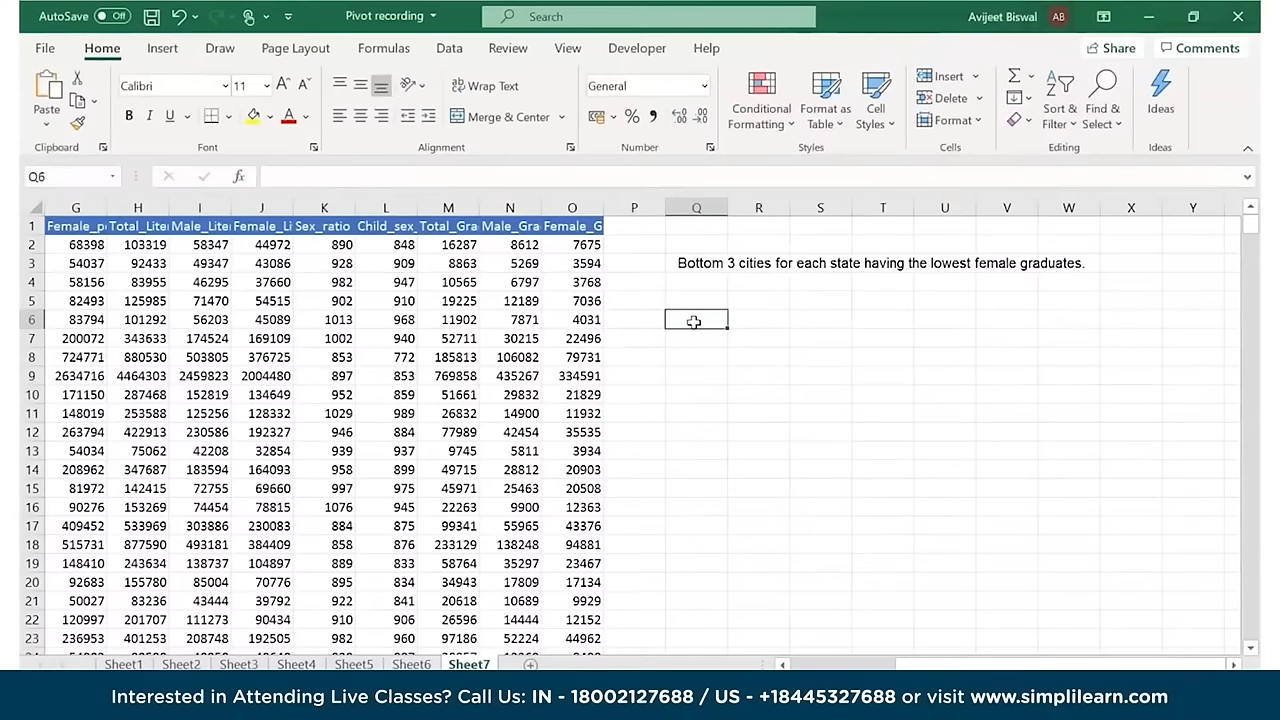 AutoSave Off Pivot recording Search Avijeet Biswal AB
File Home Insert Draw Page Layout Formulas Data Review View Developer Help Share Comments
Calibri 11 Wrap Text General Insert
Paste B I U Merge & Center Conditional Formatting Format as Table Cell Styles Delete Format Sort & Filter Find & Select Ideas
Clipboard Font Alignment Number Styles Cells Editing Ideas
Q6 fx
G H I J K L M N O P Q R S T U V W X Y
1 Female_p Total_Lite Male_Lite Female_Li Sex_ratio Child_sex_ Total_Gra Male_Gra Female_G
2 68398 103319 58347 44972 890 848 16287 8612 7675
3 54037 92433 49347 43086 928 909 8863 5269 3594 Bottom 3 cities for each state having the lowest female graduates.
4 58156 83955 46295 37660 982 947 10565 6797 3768
5 82493 125985 71470 54515 902 910 19225 12189 7036
6 83794 101292 56203 45089 1013 968 11902 7871 4031
7 200072 343633 174524 169109 1002 940 52711 30215 22496
8 724771 880530 503805 376725 853 772 185813 106082 79731
9 2634716 4464303 2459823 2004480 897 853 769858 435267 334591
10 171150 287468 152819 134649 952 859 51661 29832 21829
11 148019 253588 125256 128332 1029 989 26832 14900 11932
12 263794 422913 230586 192327 946 884 77989 42454 35535
13 54034 75062 42208 32854 939 937 9745 5811 3934
14 208962 347687 183594 164093 958 899 49715 28812 20903
15 81972 142415 72755 69660 997 975 45971 25463 20508
16 90276 153269 74454 78815 1076 945 22263 9900 12363
17 409452 533969 303886 230083 884 875 99341 55965 43376
18 515731 877590 493181 384409 858 876 233129 138248 94881
19 148410 243634 138737 104897 889 833 58764 35297 23467
20 92683 155780 85004 70776 895 834 34943 17809 17134
21 50027 83236 43444 39792 922 841 20618 10689 9929
22 120997 201707 111273 90434 910 906 26596 14444 12152
23 236953 401253 208748 192505 982 960 97186 52224 44962
Sheet1 Sheet2 Sheet3 Sheet4 Sheet5 Sheet6 Sheet7
Interested in Attending Live Classes? Call Us: IN - 18002127688 / US - +18445327688 or visit www.simplilearn.com